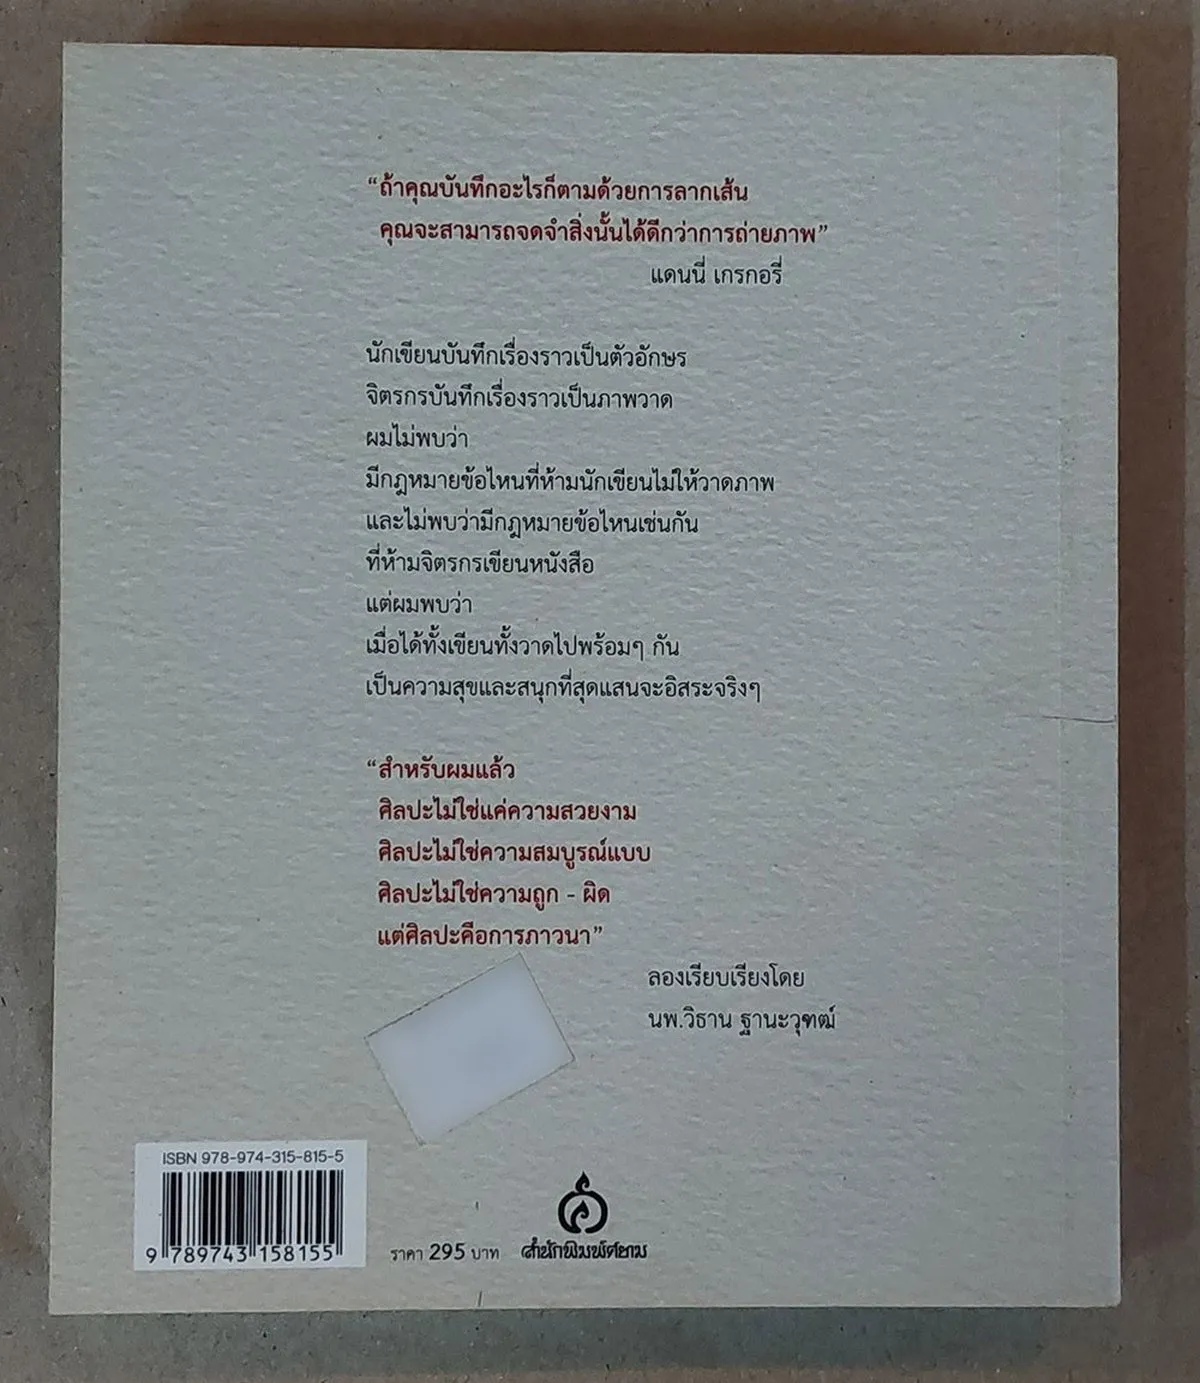 “ถ้าคุณบันทึกอะไรก็ตามด้วยการลากเส้น
คุณจะสามารถจดจำสิ่งนั้นได้ดีกว่าการถ่ายภาพ”
แดนนี่ เกรกอรี่
นักเขียนบันทึกเรื่องราวเป็นตัวอักษร
จิตรกรบันทึกเรื่องราวเป็นภาพวาด
ผมไม่พบว่า
มีกฎหมายข้อไหนที่ห้ามนักเขียนไม่ให้วาดภาพ
และไม่พบว่ามีกฎหมายข้อไหนเช่นกัน
ที่ห้ามจิตรกรเขียนหนังสือ
แต่ผมพบว่า
เมื่อได้ทั้งเขียนทั้งวาดไปพร้อมๆ กัน
เป็นความสุขและสนุกที่สุดแสนจะอิสระจริงๆ
“สำหรับผมแล้ว
ศิลปะไม่ใช่แค่ความสวยงาม
ศิลปะไม่ใช่ความสมบูรณ์แบบ
ศิลปะไม่ใช่ความถูก - ผิด
แต่ศิลปะคือการภาวนา”
ลองเรียบเรียงโดย
นพ.วิธาน ฐานะวุฑฒ์
ISBN 978-974-315-815-5
9 789743 158155
ราคา 295 บาท
สำนักพิมพ์สยาม